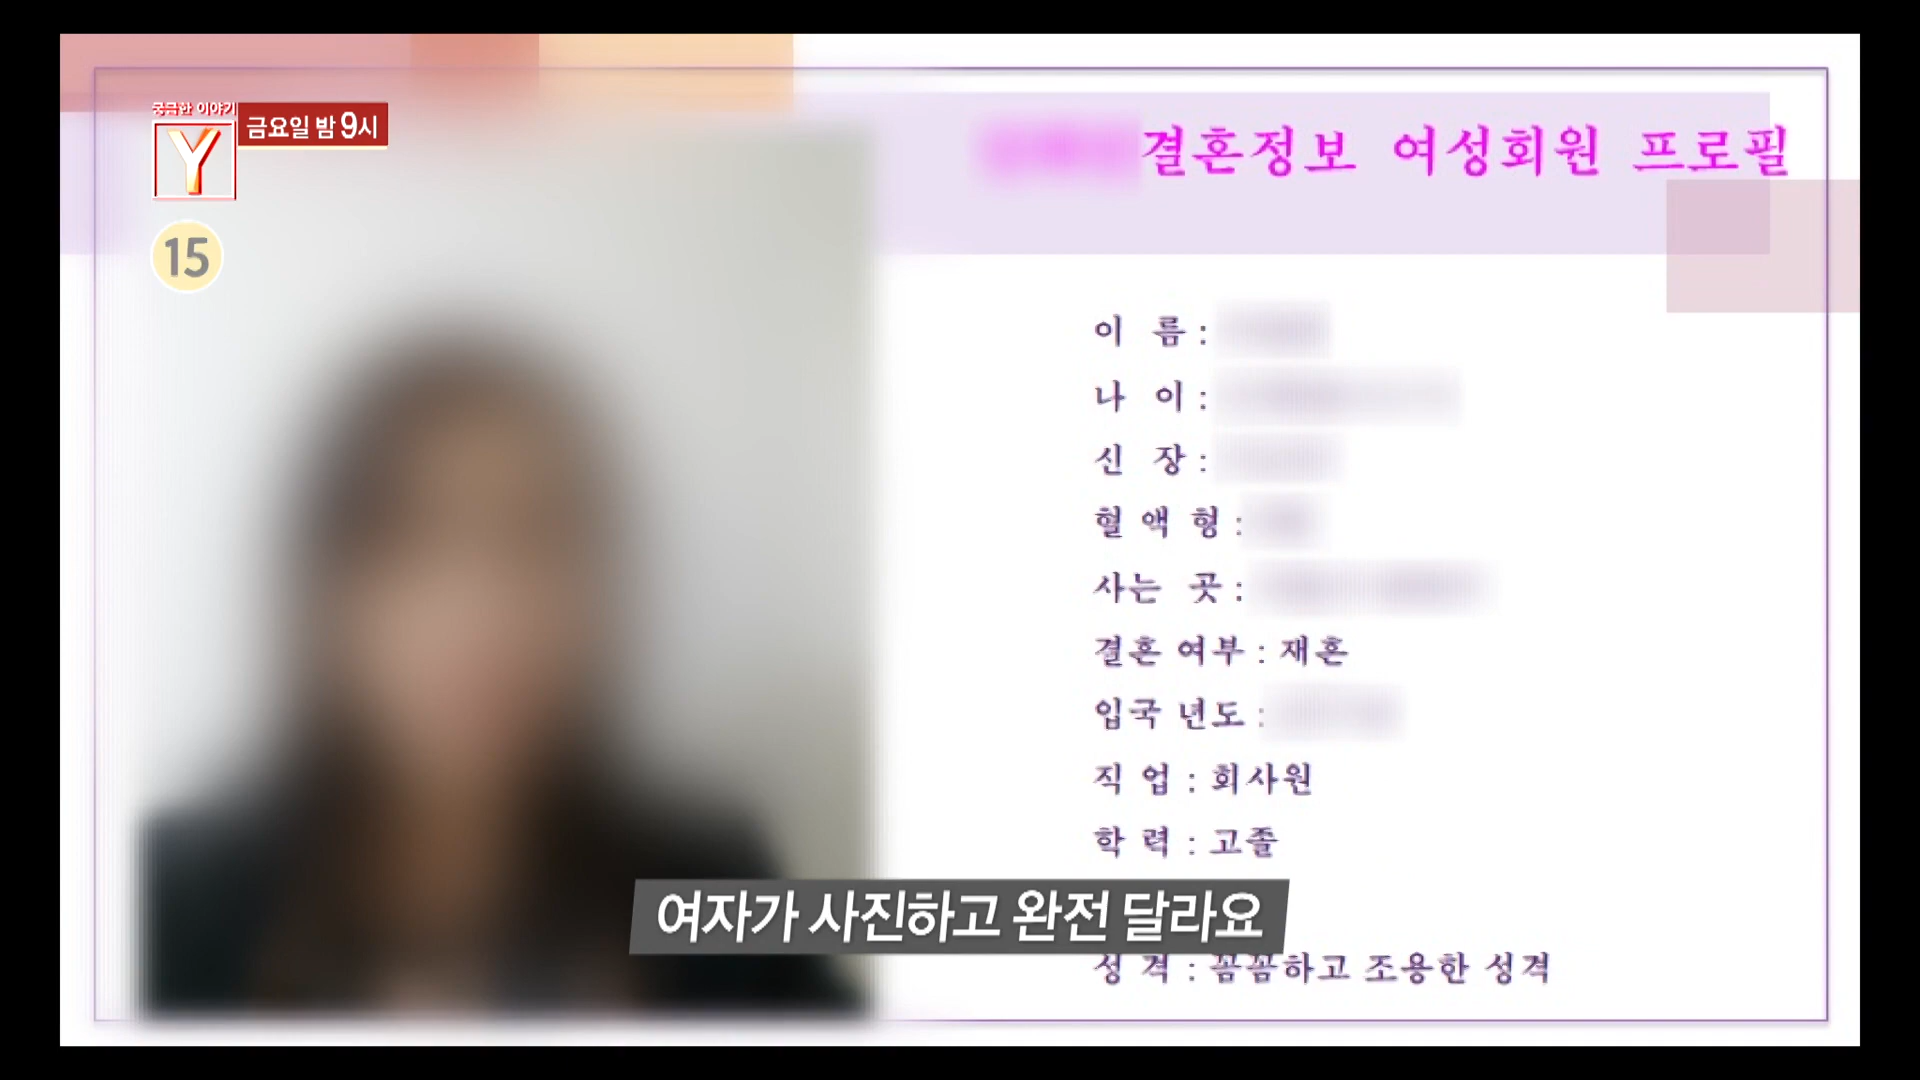 궁금한 이야기
Y
금요일 밤 9시
15
결혼정보 여성회원 프로필
이 름 :
나 이 :
신 장 :
혈 액 형 :
사는 곳 :
결혼 여부 : 재혼
입국 년도 :
직 업 : 회사원
학 력 : 고졸
여자가 사진하고 완전 달라요
성 격 : 꼼꼼하고 조용한 성격